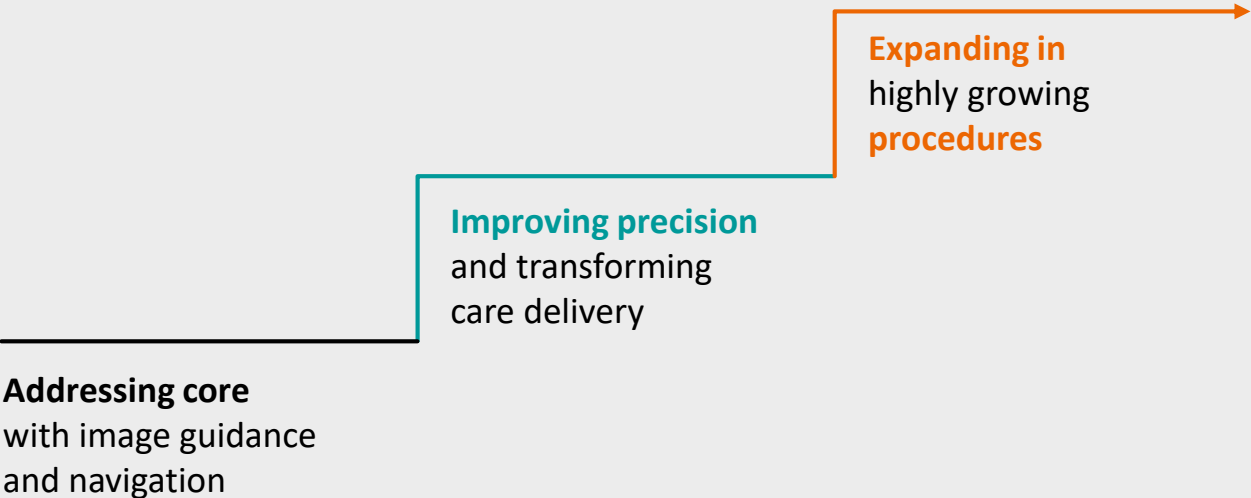 Expanding in
highly growing
procedures
Improving precision
and transforming
care delivery
Addressing core
with image guidance
and navigation